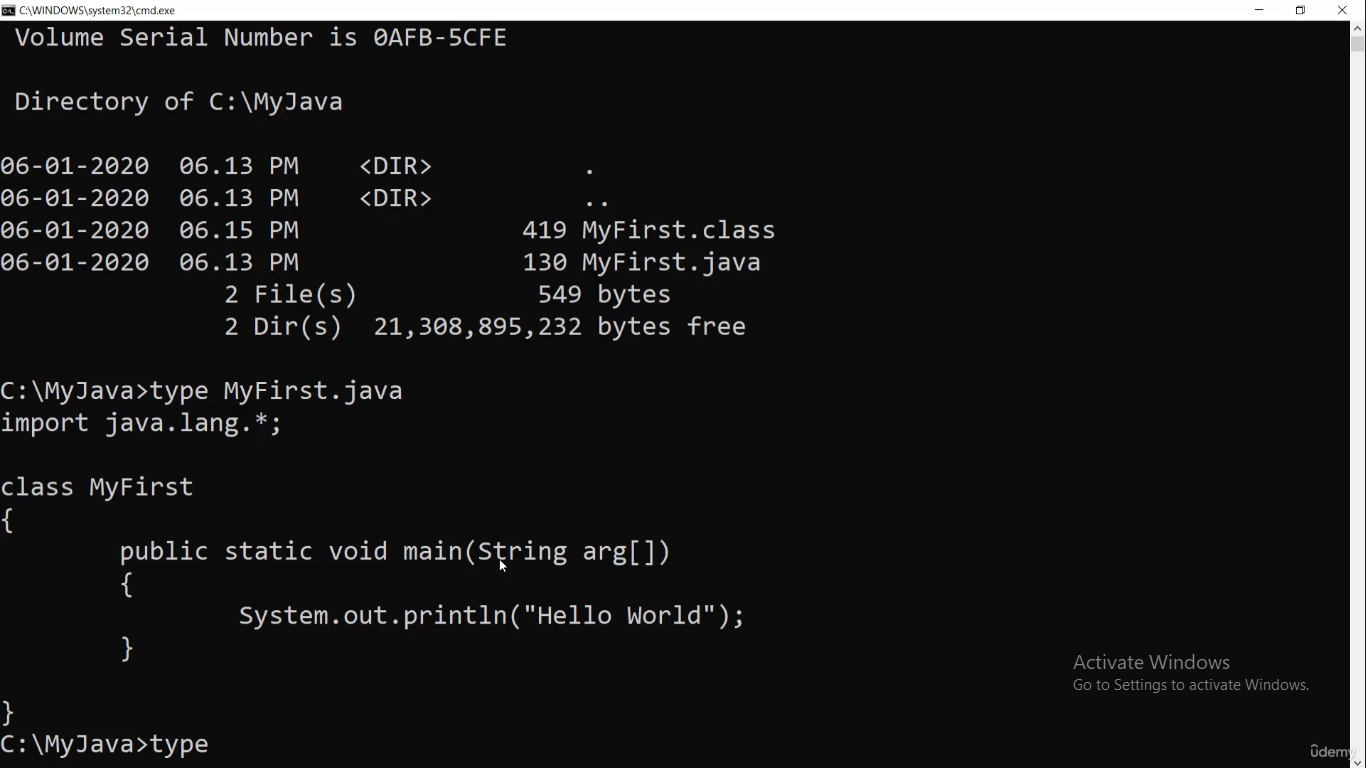 C:\WINDOWS\system32\cmd.exe
Volume Serial Number is 0AFB-5CFE
Directory of C:\MyJava
06-01-2020 06.13 PM <DIR> .
06-01-2020 06.13 PM <DIR> ..
06-01-2020 06.15 PM 419 MyFirst.class
06-01-2020 06.13 PM 130 MyFirst.java
2 File(s) 549 bytes
2 Dir(s) 21,308,895,232 bytes free
C:\MyJava>type MyFirst.java
import java.lang.*;
class MyFirst
{
public static void main(String arg[])
{
System.out.println("Hello World");
}
}
C:\MyJava>type
Activate Windows
Go to Settings to activate Windows.
ûdemy